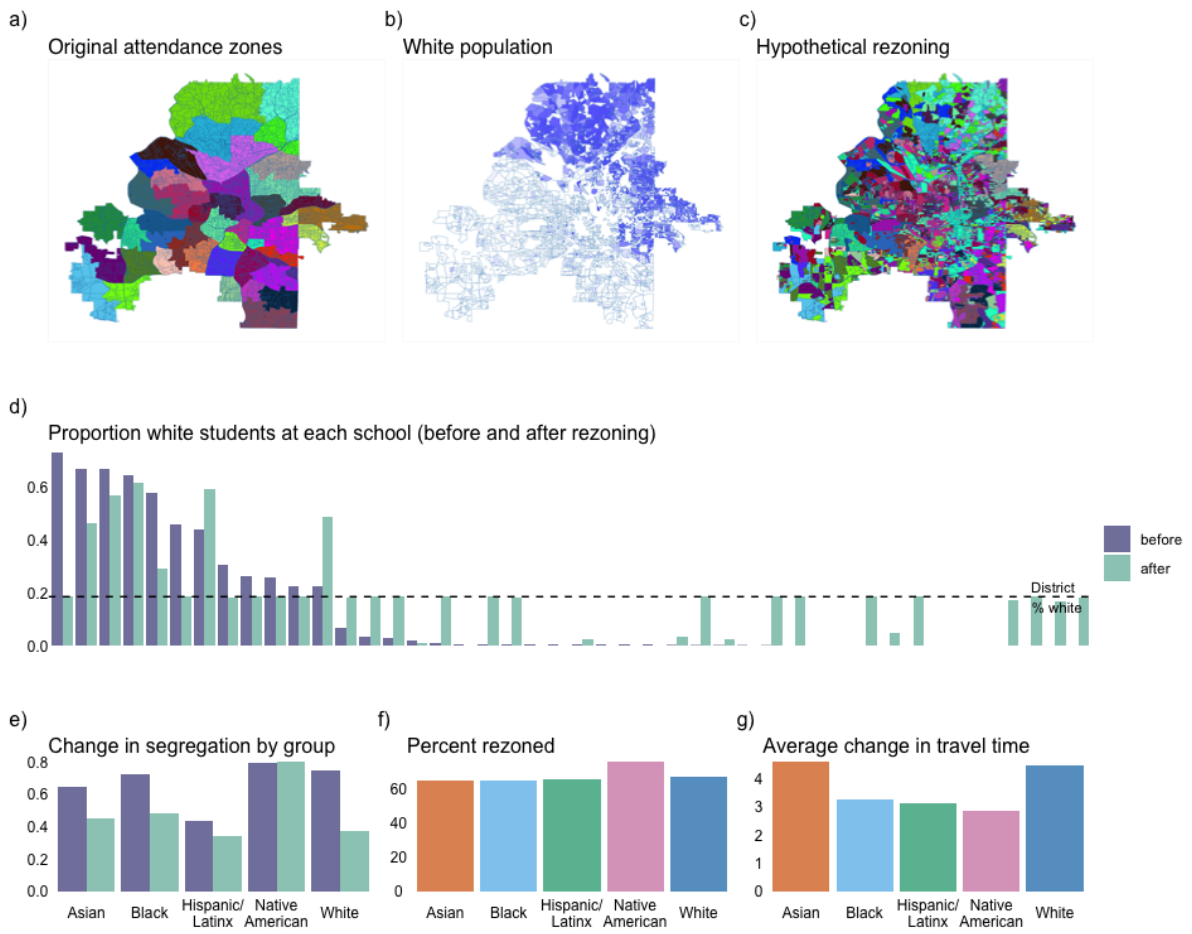 a)
Original attendance zones
b)
White population
c)
Hypothetical rezoning
d)
Proportion white students at each school (before and after rezoning)
0.6
0.4
0.2
0.0
District
% white
before
after
e)
Change in segregation by group
0.8
0.6
0.4
0.2
0.0
Asian
Black
Hispanic/
Latinx
Native
American
White
f)
Percent rezoned
60
40
20
0
Asian
Black
Hispanic/
Latinx
Native
American
White
g)
Average change in travel time
4
3
2
1
0
Asian
Black
Hispanic/
Latinx
Native
American
White